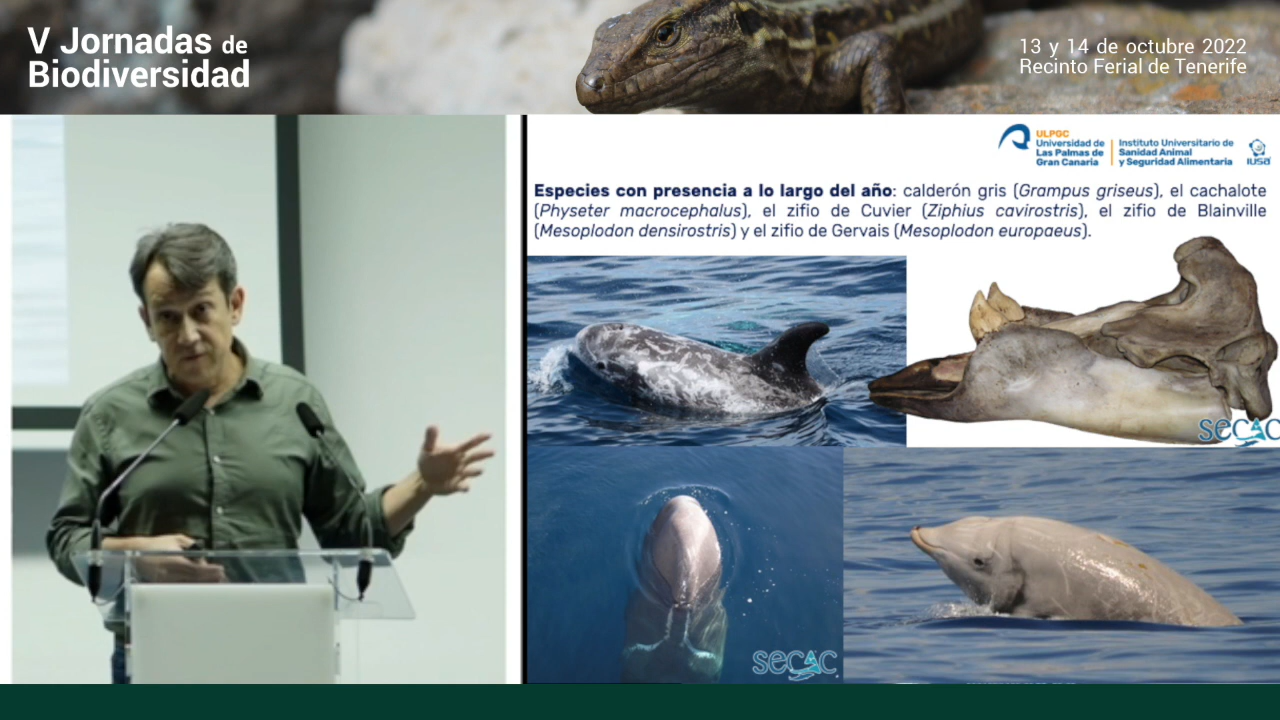 V Jornadas de
Biodiversidad
13 y 14 de octubre 2022
Recinto Ferial de Tenerife
ULPGC
Universidad de
Las Palmas de
Gran Canaria
Instituto Universitario de
Sanidad Animal
y Seguridad Alimentaria
IUSA
Especies con presencia a lo largo del año: calderón gris (Grampus griseus), el cachalote
(Physeter macrocephalus), el zifio de Cuvier (Ziphius cavirostris), el zifio de Blainville
(Mesoplodon densirostris) y el zifio de Gervais (Mesoplodon europaeus).
SECAC
SECAC